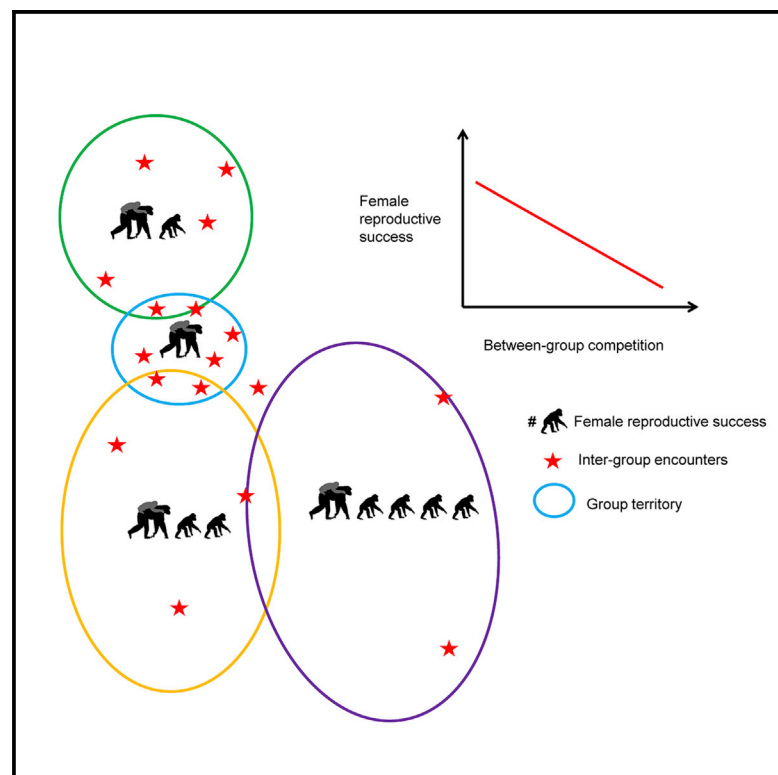 Female
reproductive
success
Between-group competition
# Female reproductive success
Inter-group encounters
Group territory